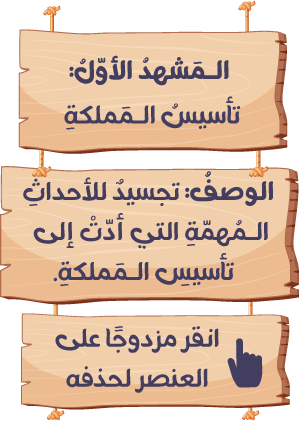 الـمَشهدُ الأوّلُ:
تأسيسُ الـمَملكةِ
الوصفُ: تجسيدٌ للأحداثِ
الـمُهمّةِ التي أدّتْ إلى
تأسيسِ الـمَملكةِ.
انقر مزدوجًا على
العنصر لحذفه